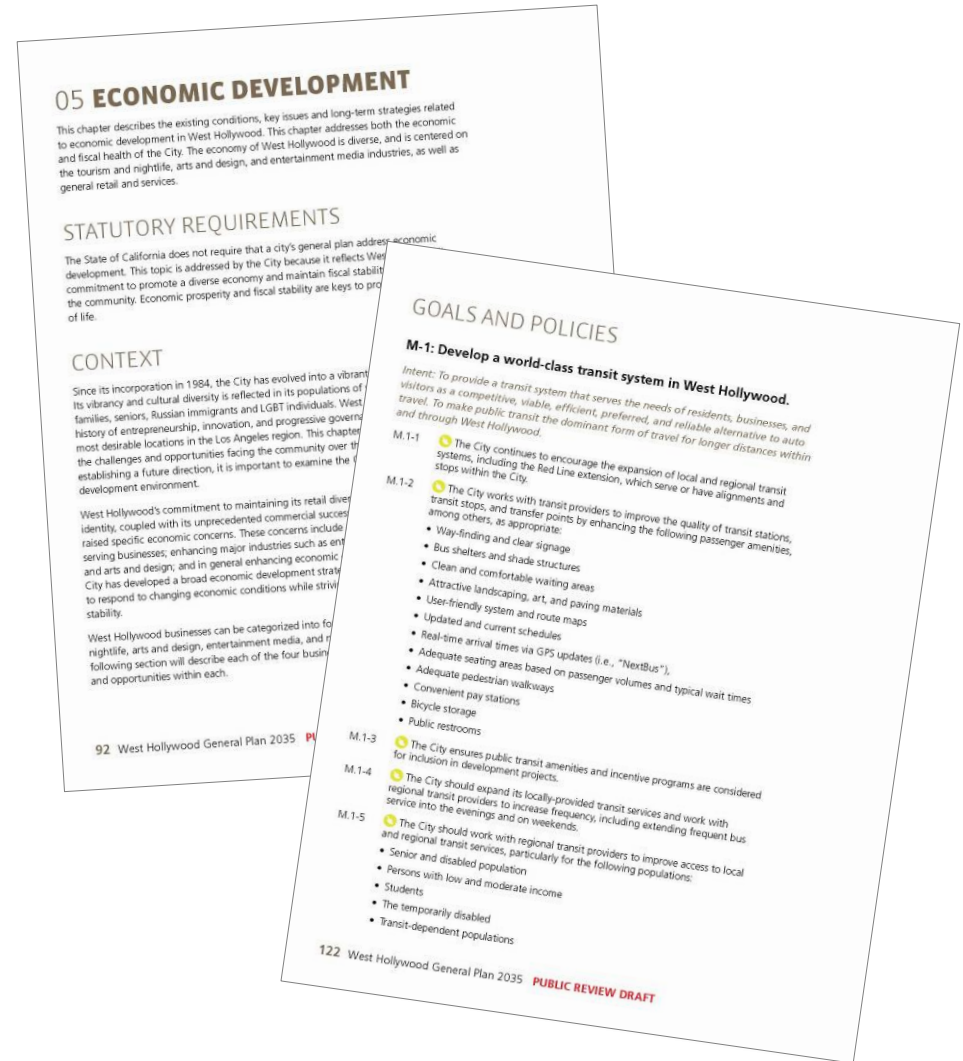 05 ECONOMIC DEVELOPMENT
This chapter describes the existing conditions, key issues and long-term strategies related
to economic development in West Hollywood. This chapter addresses both the economic
and fiscal health of the City. The economy of West Hollywood is diverse, and is centered on
the tourism and nightlife, arts and design, and entertainment media industries, as well as
general retail and services.
STATUTORY REQUIREMENTS
The State of California does not require that a city's general plan address economic
development. This topic is addressed by the City because it reflects Wes
commitment to promote a diverse economy and maintain fiscal stabilit
the community. Economic prosperity and fiscal stability are keys to pro
of life.
CONTEXT
Since its incorporation in 1984, the City has evolved into a vibrant
Its vibrancy and cultural diversity is reflected in its populations of
families, seniors, Russian immigrants and LGBT individuals. West
history of entrepreneurship, innovation, and progressive governa
most desirable locations in the Los Angeles region. This chapter
the challenges and opportunities facing the community over th
establishing a future direction, it is important to examine the
development environment.
West Hollywood's commitment to maintaining its retail diver
identity, coupled with its unprecedented commercial succes
raised specific economic concerns. These concerns include
serving businesses; enhancing major industries such as ent
and arts and design; and in general enhancing economic
City has developed a broad economic development strate
to respond to changing economic conditions while strivi
stability.
West Hollywood businesses can be categorized into fo
nightlife, arts and design, entertainment media, and r
following section will describe each of the four busin
and opportunities within each.
92 West Hollywood General Plan 2035 PU
GOALS AND POLICIES
M-1: Develop a world-class transit system in West Hollywood.
Intent: To provide a transit system that serves the needs of residents, businesses, and
visitors as a competitive, viable, efficient, preferred, and reliable alternative to auto
travel. To make public transit the dominant form of travel for longer distances within
and through West Hollywood.
M.1-1 The City continues to encourage the expansion of local and regional transit
systems, including the Red Line extension, which serve or have alignments and
stops within the City.
M.1-2 The City works with transit providers to improve the quality of transit stations,
transit stops, and transfer points by enhancing the following passenger amenities,
among others, as appropriate:
• Way-finding and clear signage
• Bus shelters and shade structures
• Clean and comfortable waiting areas
• Attractive landscaping, art, and paving materials
• User-friendly system and route maps
• Updated and current schedules
• Real-time arrival times via GPS updates (i.e., "NextBus"),
• Adequate seating areas based on passenger volumes and typical wait times
• Adequate pedestrian walkways
• Convenient pay stations
• Bicycle storage
• Public restrooms
M.1-3 The City ensures public transit amenities and incentive programs are considered
for inclusion in development projects.
M.1-4 The City should expand its locally-provided transit services and work with
regional transit providers to increase frequency, including extending frequent bus
service into the evenings and on weekends.
M.1-5 The City should work with regional transit providers to improve access to local
and regional transit services, particularly for the following populations:
• Senior and disabled population
• Persons with low and moderate income
• Students
• The temporarily disabled
• Transit-dependent populations
122 West Hollywood General Plan 2035 PUBLIC REVIEW DRAFT